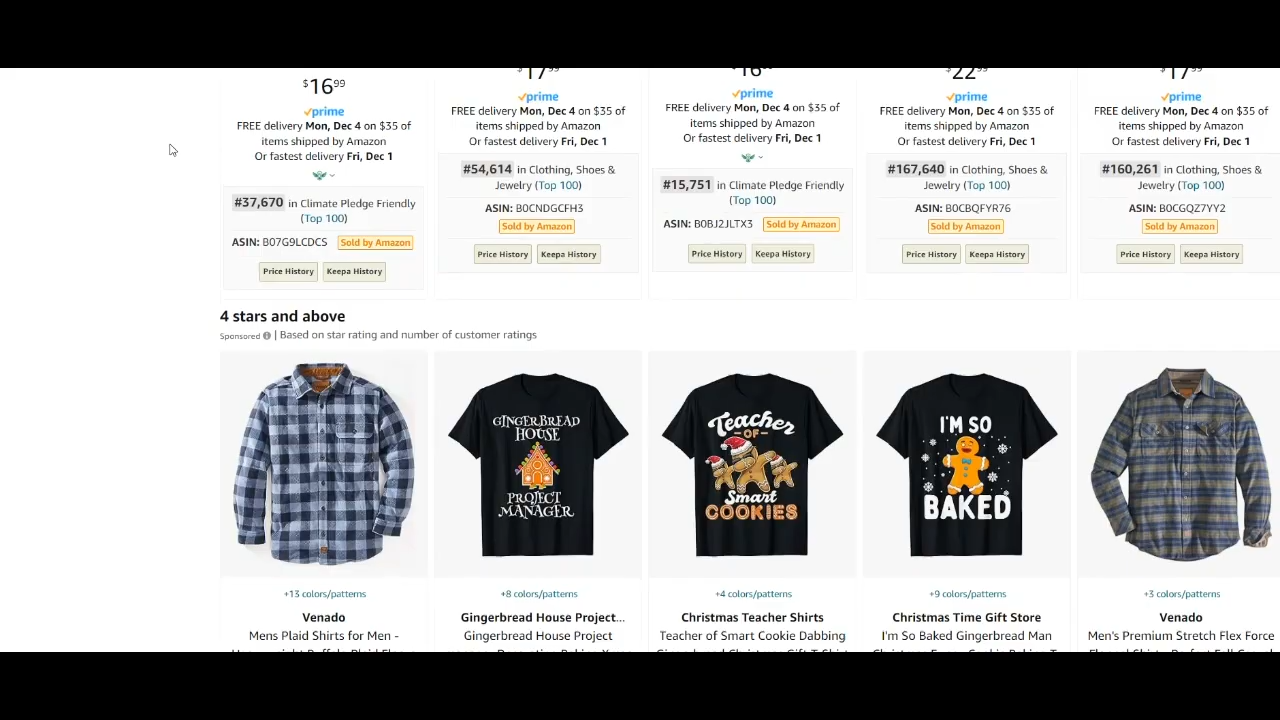 $16.99
prime
FREE delivery Mon, Dec 4 on $35 of
items shipped by Amazon
Or fastest delivery Fri, Dec 1
#37,670 in Climate Pledge Friendly
(Top 100)
ASIN: B07G9LCDCS Sold by Amazon
Price History Keepa History
$17.99
prime
FREE delivery Mon, Dec 4 on $35 of
items shipped by Amazon
Or fastest delivery Fri, Dec 1
#54,614 in Clothing, Shoes &
Jewelry (Top 100)
ASIN: B0CNDGCFH3
Sold by Amazon
Price History Keepa History
16
prime
FREE delivery Mon, Dec 4 on $35 of
items shipped by Amazon
Or fastest delivery Fri, Dec 1
#15,751 in Climate Pledge Friendly
(Top 100)
ASIN: B0BJ2JLTX3 Sold by Amazon
Price History Keepa History
$22.99
prime
FREE delivery Mon, Dec 4 on $35 of
items shipped by Amazon
Or fastest delivery Fri, Dec 1
#167,640 in Clothing, Shoes &
Jewelry (Top 100)
ASIN: B0CBQFYR76
Sold by Amazon
Price History Keepa History
$17.99
prime
FREE delivery Mon, Dec 4 on $35 of
items shipped by Amazon
Or fastest delivery Fri, Dec 1
#160,261 in Clothing, Shoes &
Jewelry (Top 100)
ASIN: B0CGQZ7YY2
Sold by Amazon
Price History Keepa History
4 stars and above
Sponsored | Based on star rating and number of customer ratings
+13 colors/patterns
Venado
Mens Plaid Shirts for Men -
GINGERBREAD
HOUSE
PROJECT
MANAGER
+8 colors/patterns
Gingerbread House Project...
Gingerbread House Project
Teacher
OF
Smart
COOKIES
+4 colors/patterns
Christmas Teacher Shirts
Teacher of Smart Cookie Dabbing
I'M SO
BAKED
+9 colors/patterns
Christmas Time Gift Store
I'm So Baked Gingerbread Man
+3 colors/patterns
Venado
Men's Premium Stretch Flex Force